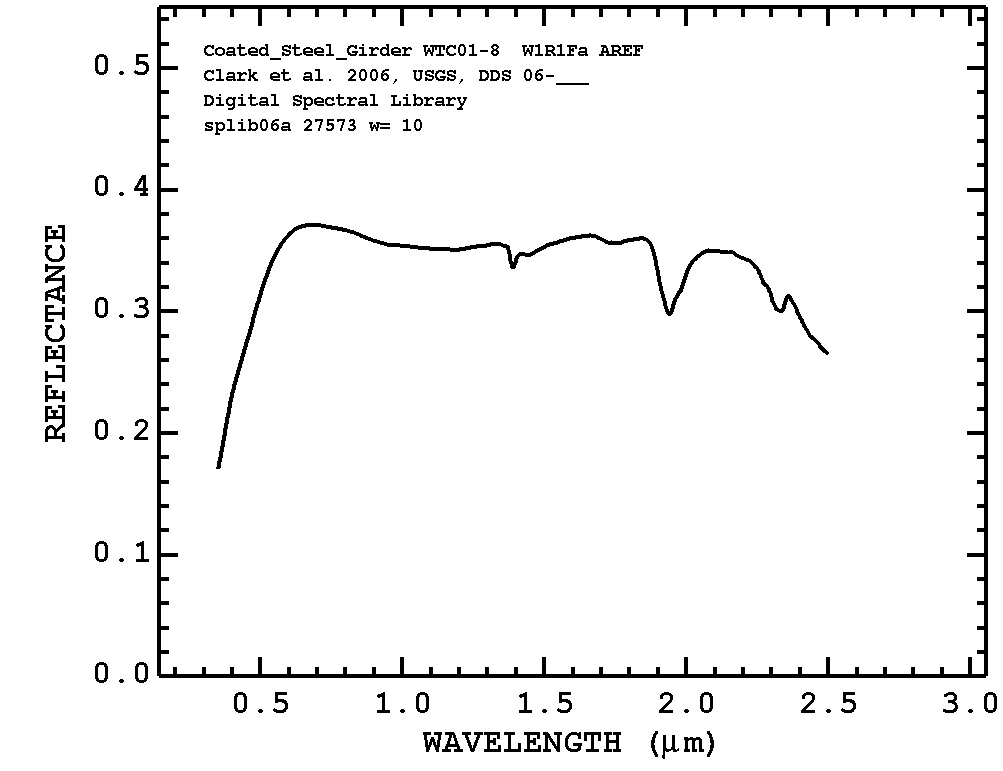 Coated_Steel_Girder WTC01-8 W1R1Fa AREF
Clark et al. 2006, USGS, DDS 06-___
Digital Spectral Library
splib06a 27573 w= 10
0.5
0.4
0.3
0.2
0.1
0.0
REFLECTANCE
0.5 1.0 1.5 2.0 2.5 3.0
WAVELENGTH (μm)